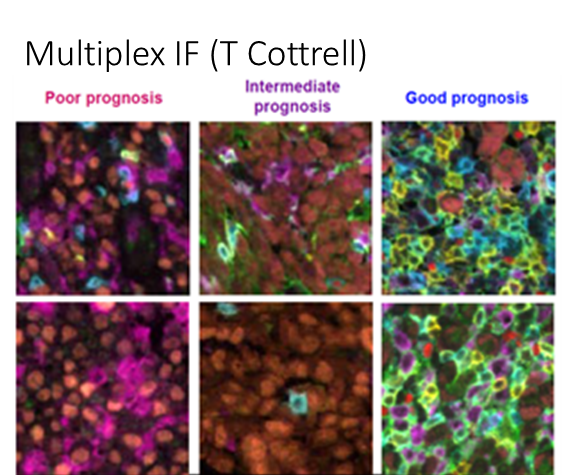 Multiplex IF (T Cottrell)
Poor prognosis
Intermediate
prognosis
Good prognosis